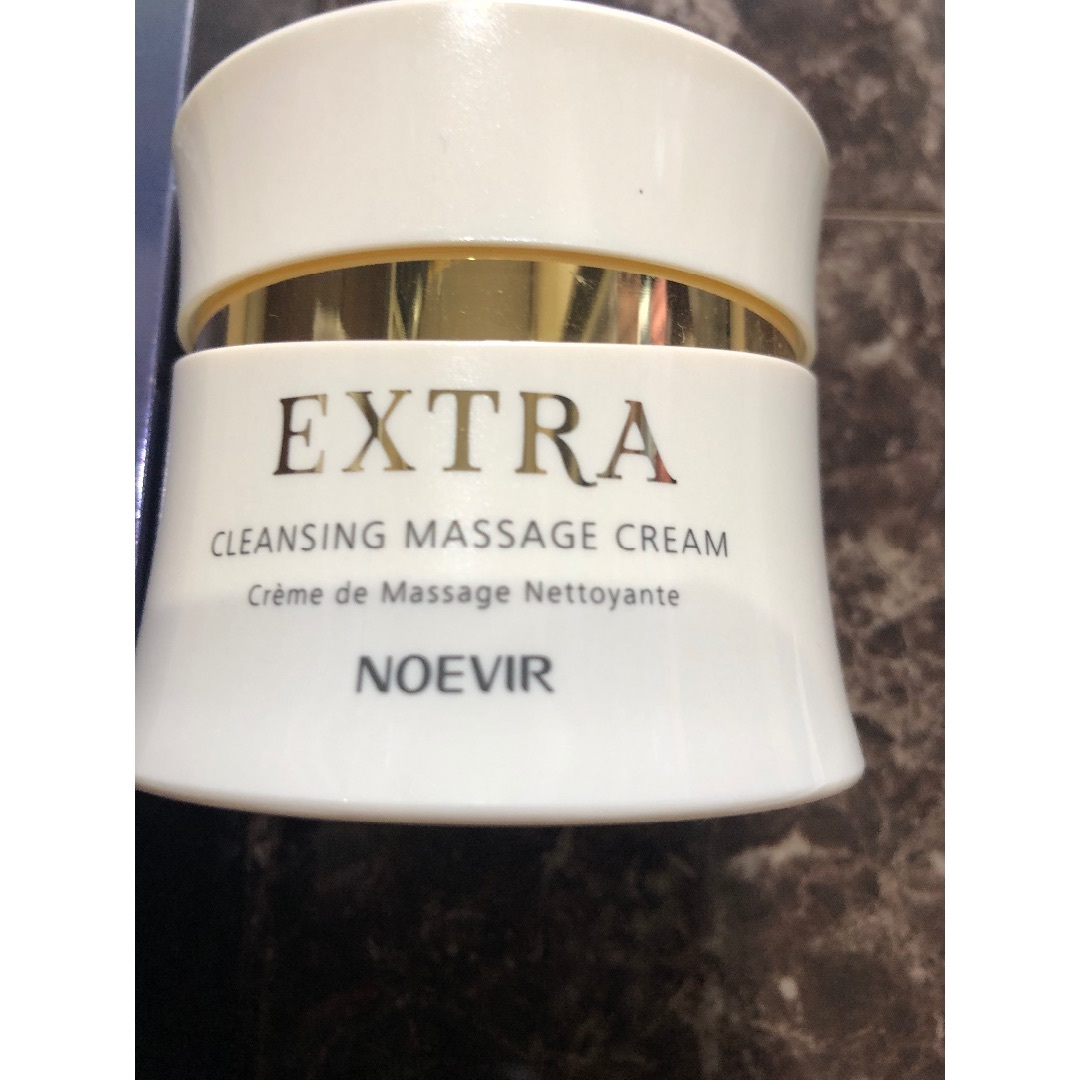 EXTRA
CLEANSING MASSAGE CREAM
Crème de Massage Nettoyante
NOEVIR